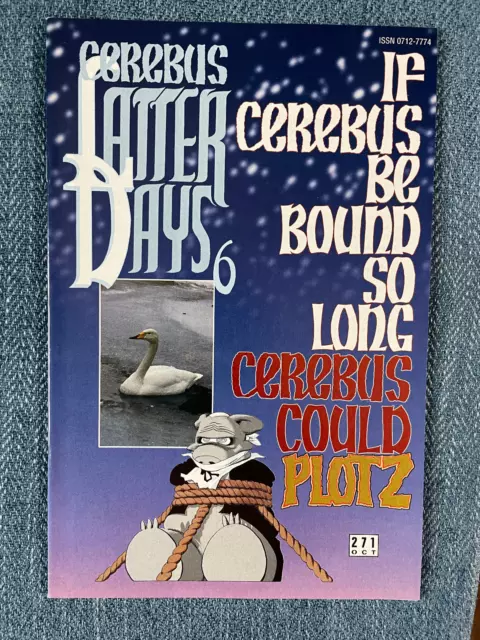 ISSN 0712-7774
CEREBUS
LATTER
DAYS
6
IF
CEREBUS
BE
BOUND
SO
LONG
CEREBUS
COULD
PLOTZ
271
OCT